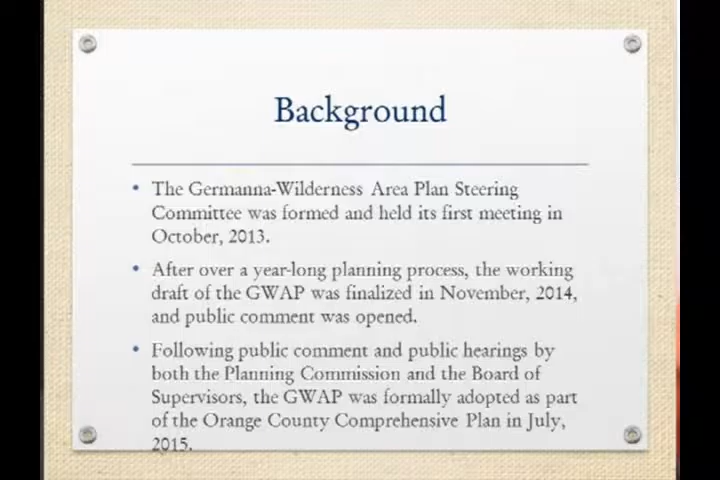 Background
• The Germanna-Wilderness Area Plan Steering
Committee was formed and held its first meeting in
October, 2013.
• After over a year-long planning process, the working
draft of the GWAP was finalized in November, 2014,
and public comment was opened.
• Following public comment and public hearings by
both the Planning Commission and the Board of
Supervisors, the GWAP was formally adopted as part
of the Orange County Comprehensive Plan in July,
2015.